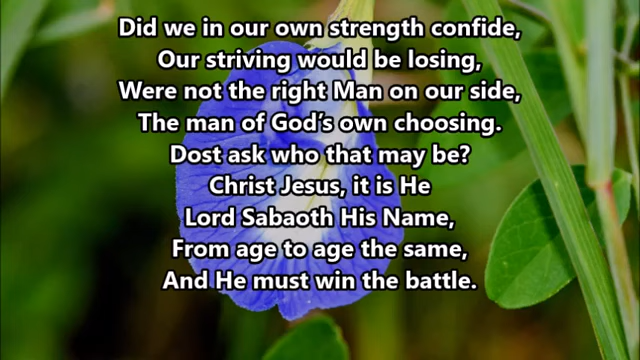 Did we in our own strength confide,
Our striving would be losing,
Were not the right Man on our side,
The man of God’s own choosing.
Dost ask who that may be?
Christ Jesus, it is He
Lord Sabaoth His Name,
From age to age the same,
And He must win the battle.